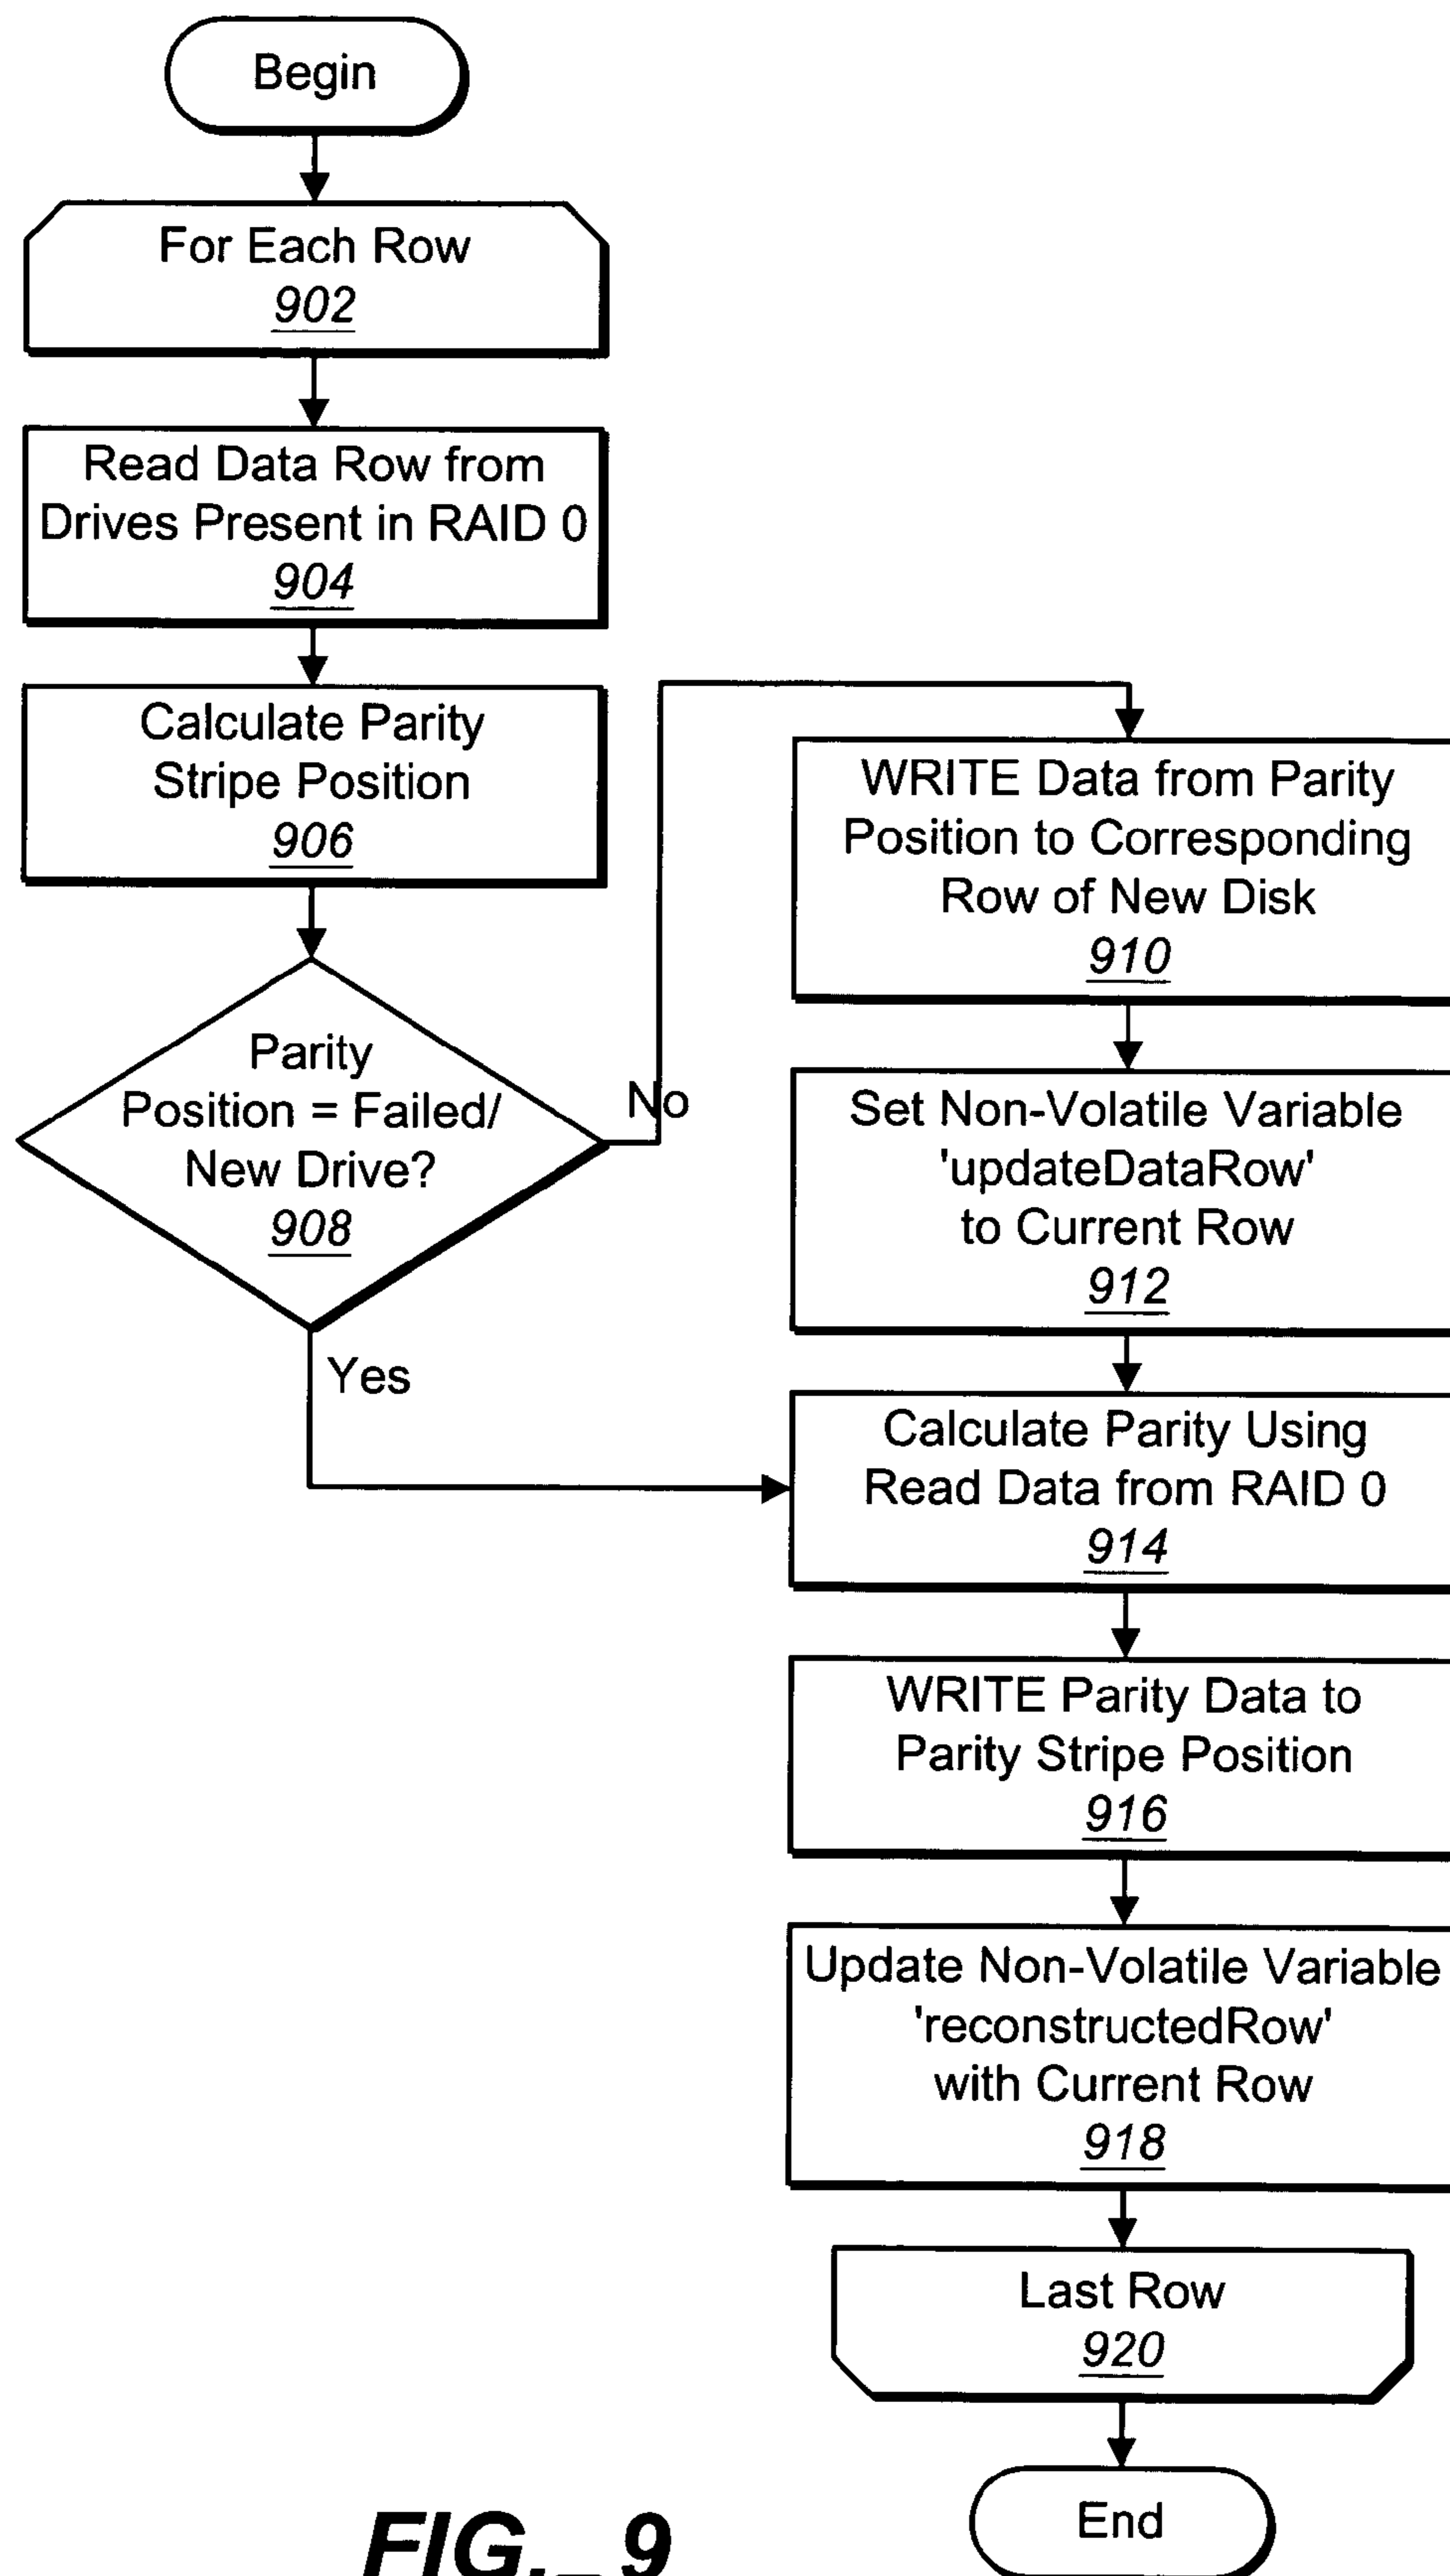 Begin
For Each Row
902
Read Data Row from
Drives Present in RAID 0
904
Calculate Parity
Stripe Position
906
Parity
Position = Failed/
New Drive?
908
No
Yes
WRITE Data from Parity
Position to Corresponding
Row of New Disk
910
Set Non-Volatile Variable
'updateDataRow'
to Current Row
912
Calculate Parity Using
Read Data from RAID 0
914
WRITE Parity Data to
Parity Stripe Position
916
Update Non-Volatile Variable
'reconstructedRow'
with Current Row
918
Last Row
920
End
FIG._9